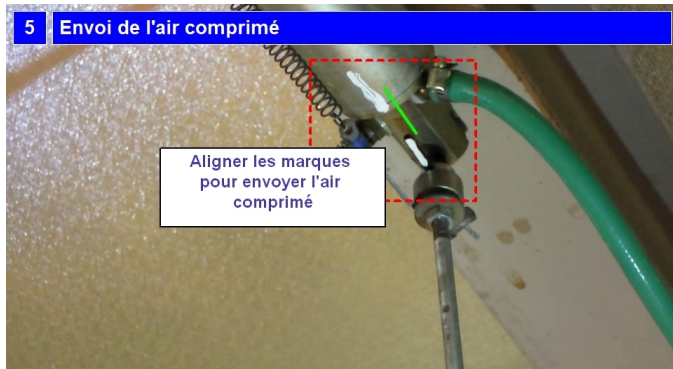 5 Envoi de l'air comprimé
Aligner les marques
pour envoyer l'air
comprimé